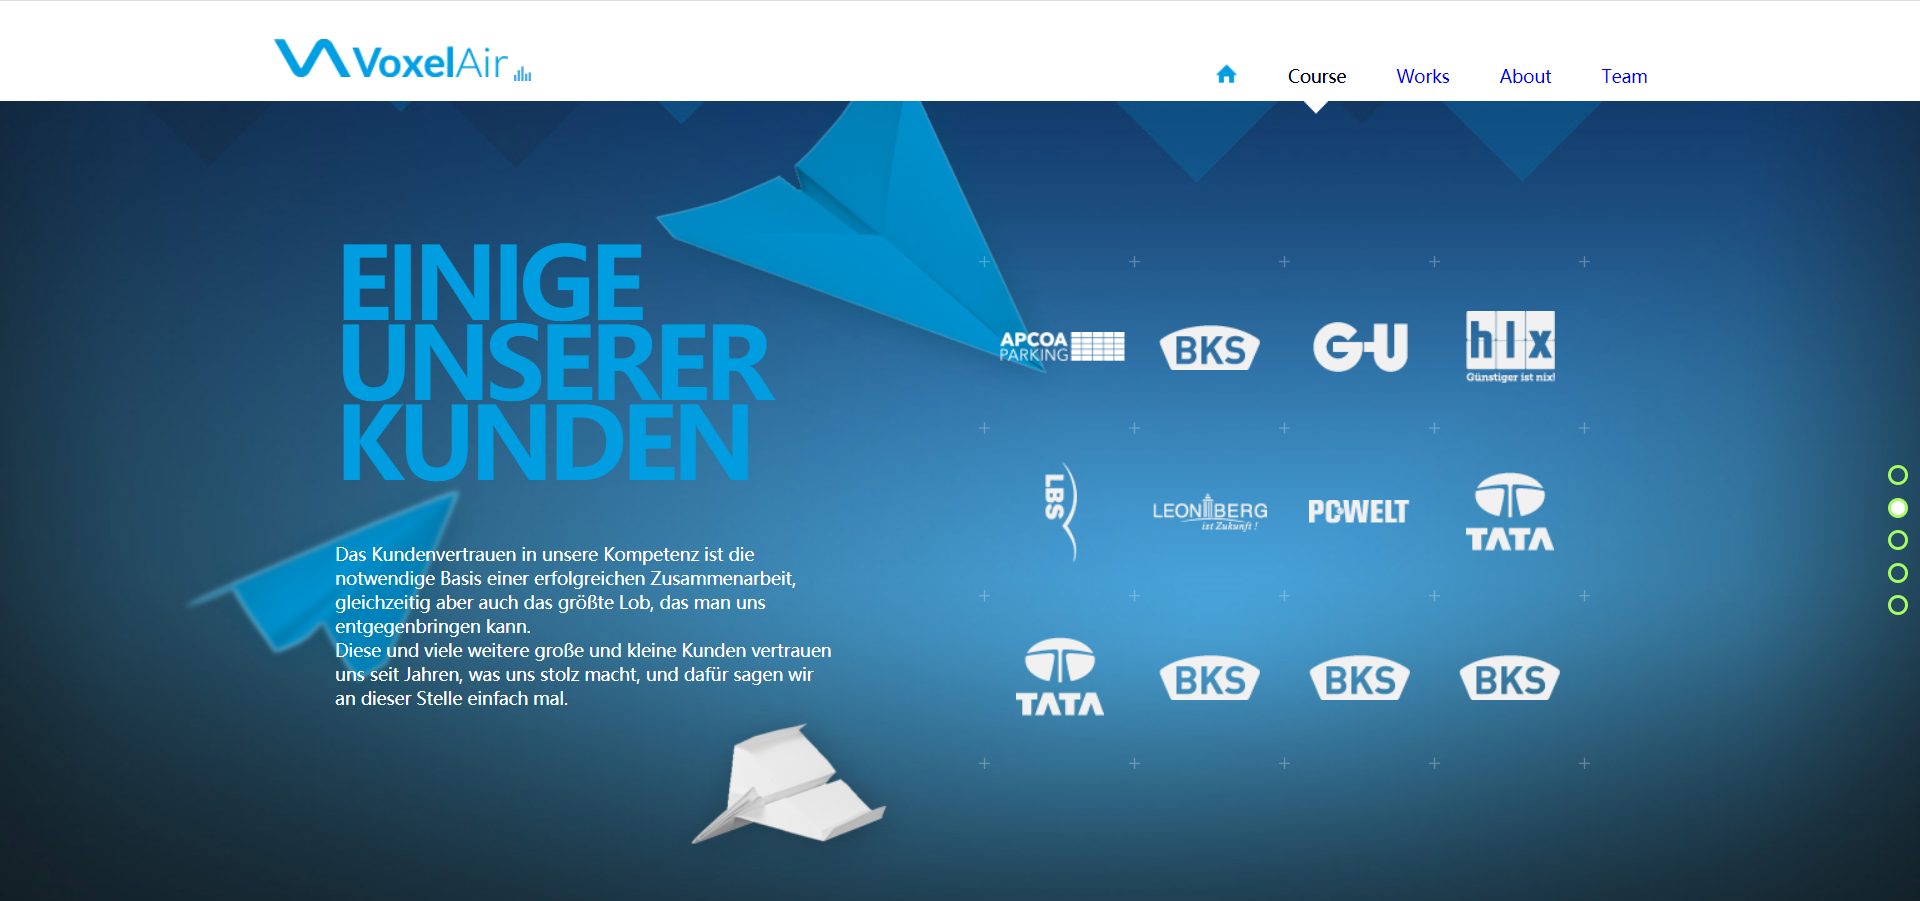 VoxelAir
Course
Works
About
Team
EINIGE
UNSERER
KUNDEN
Das Kundenvertrauen in unsere Kompetenz ist die
notwendige Basis einer erfolgreichen Zusammenarbeit,
gleichzeitig aber auch das größte Lob, das man uns
entgegenbringen kann.
Diese und viele weitere große und kleine Kunden vertrauen
uns seit Jahren, was uns stolz macht, und dafür sagen wir
an dieser Stelle einfach mal.
APCOA
PARKING
BKS
G-U
hlx
Günstiger ist nix!
LBS
LEONBERG
ist Zukunft!
PCWELT
TATA
TATA
BKS
BKS
BKS